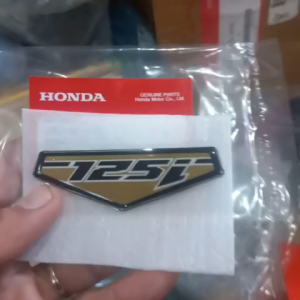 HONDA
GENUINE PARTS
Honda Motor Co., Ltd.
125i